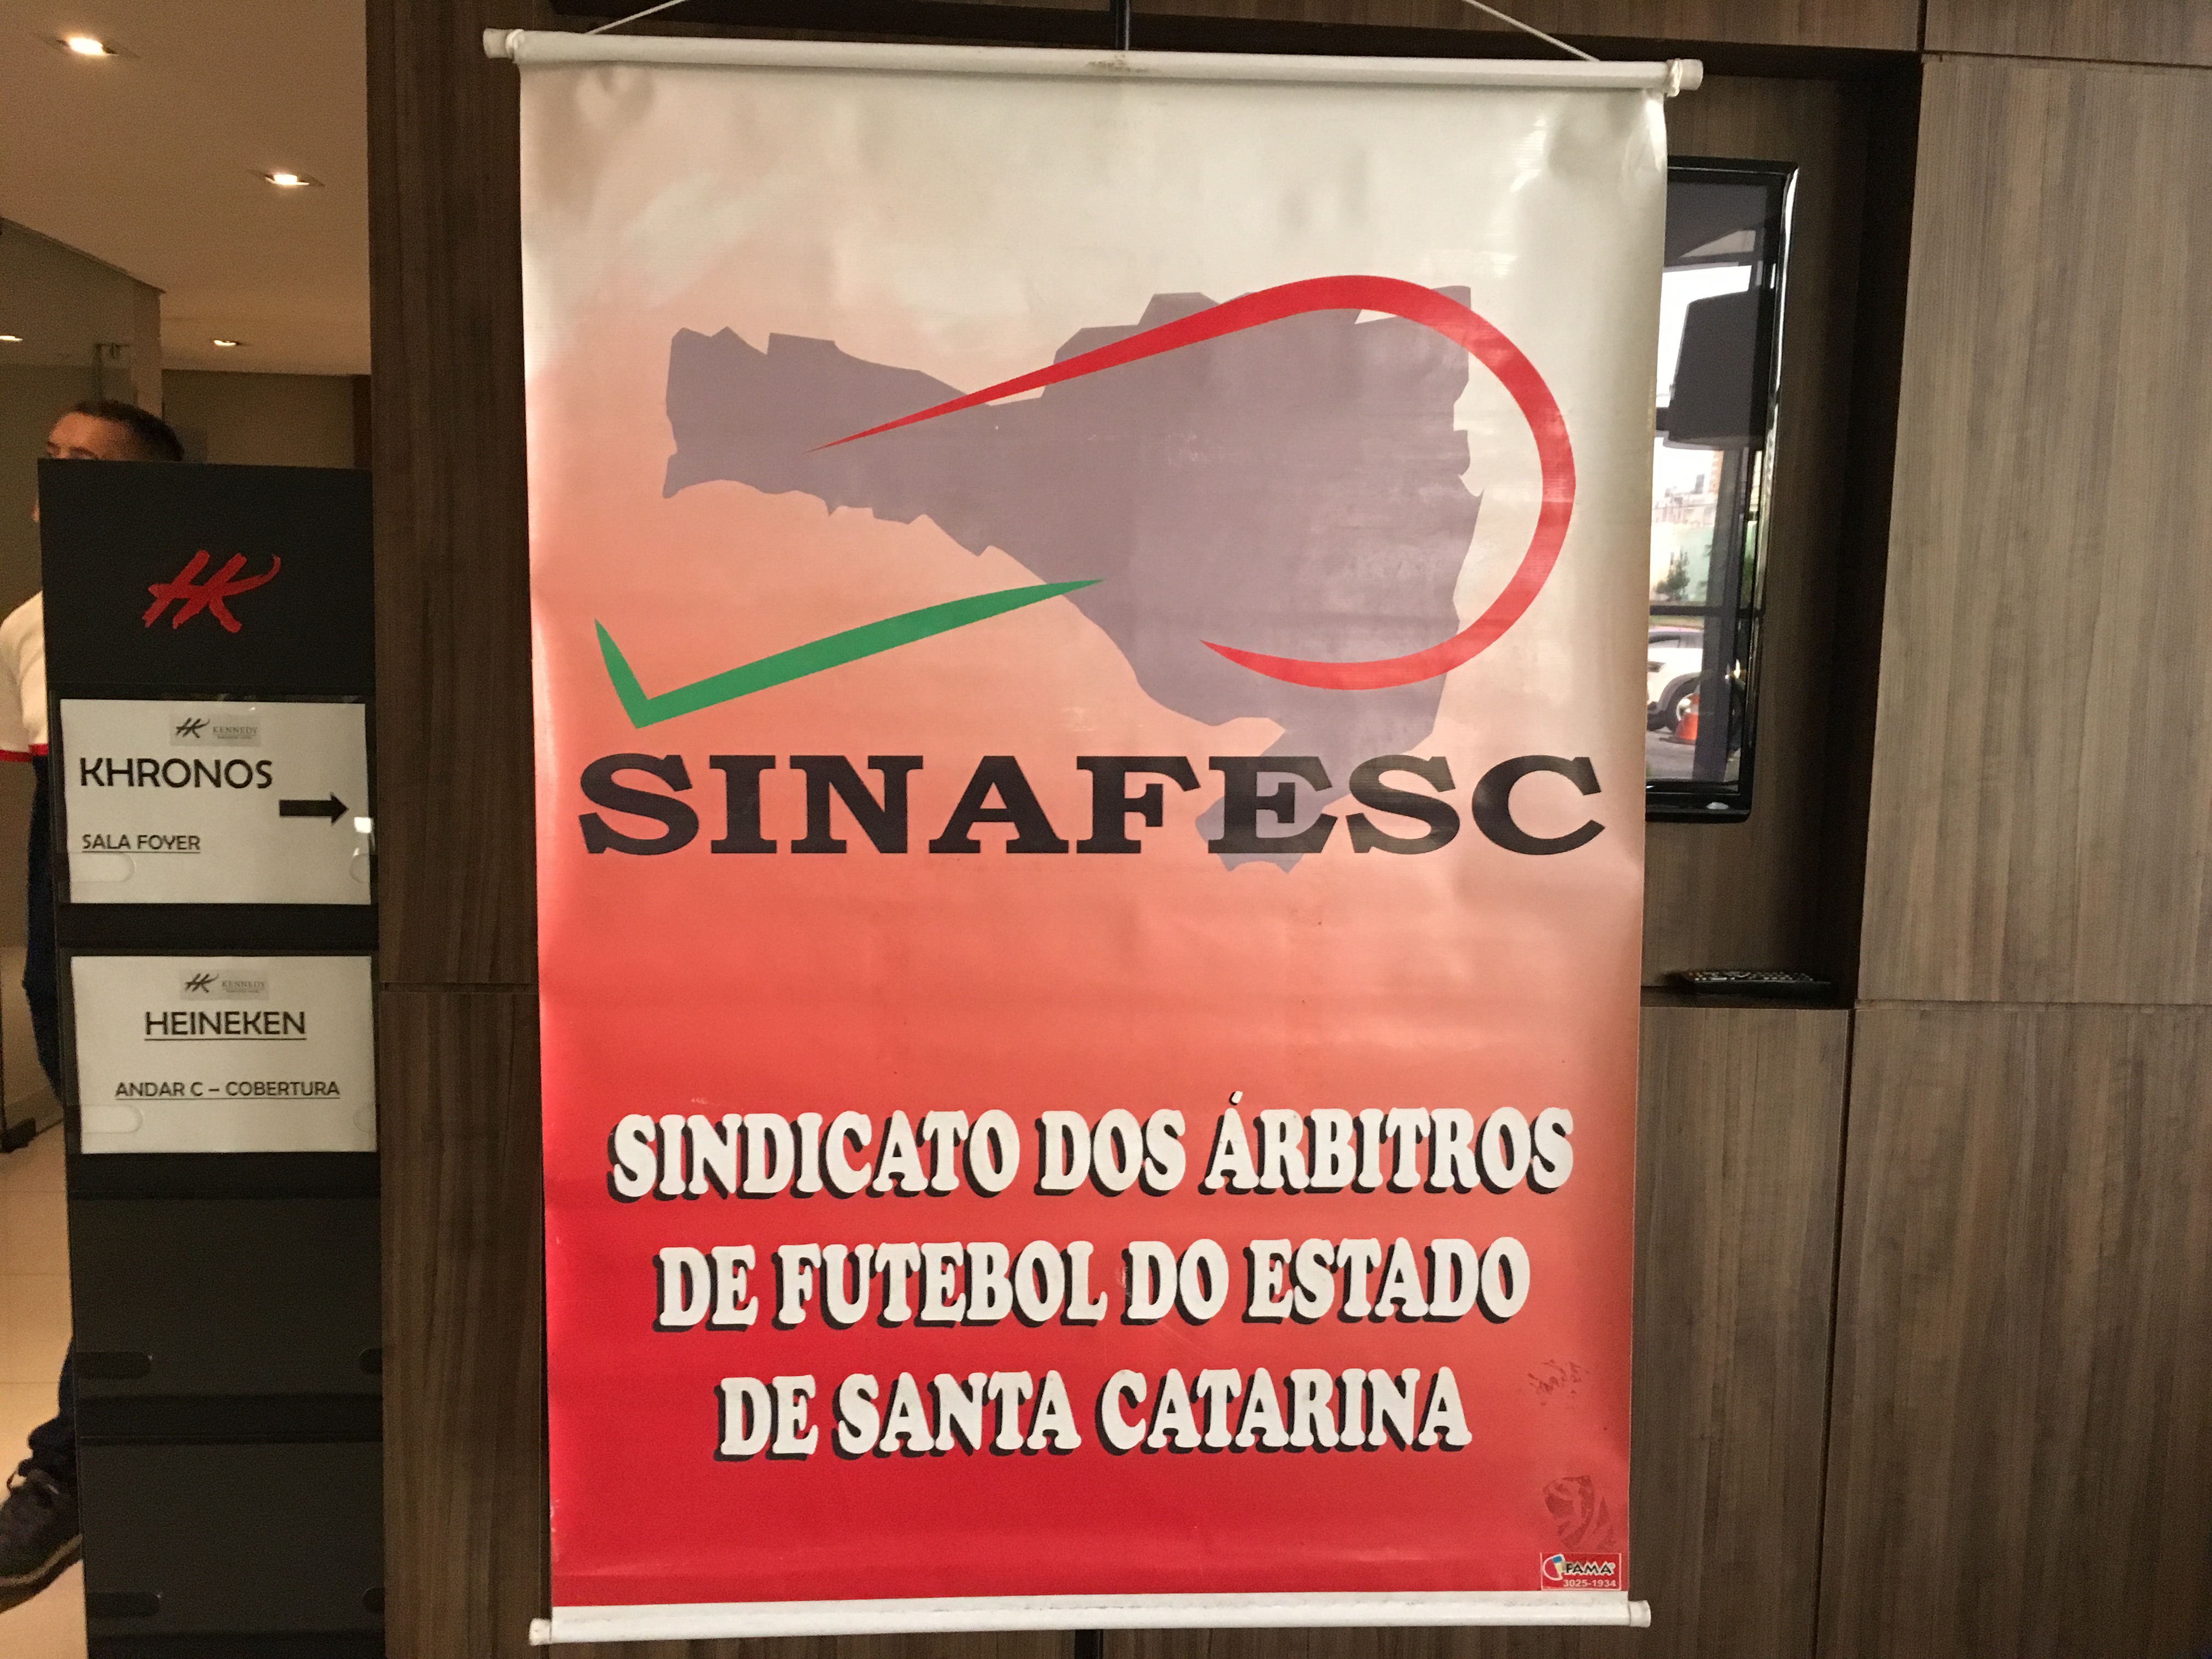 HK
HK KENNEDY
KHRONOS
SALA FOYER
HK KENNEDY
HEINEKEN
ANDAR C – COBERTURA
SINAFESC
SINDICATO DOS ÁRBITROS
DE FUTEBOL DO ESTADO
DE SANTA CATARINA
FAMA
3025-1934